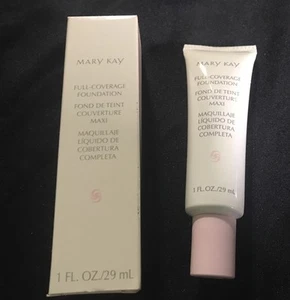 MARY KAY
FULL-COVERAGE
FOUNDATION
FOND DE TEINT
COUVERTURE
MAXI
MAQUILLAJE
LÍQUIDO DE
COBERTURA
COMPLETA
1 FL. OZ./29 mL
MARY KAY
FULL-COVERAGE
FOUNDATION
FOND DE TEINT
COUVERTURE
MAXI
MAQUILLAJE
LÍQUIDO DE
COBERTURA
COMPLETA
1 FL. OZ./29 mL